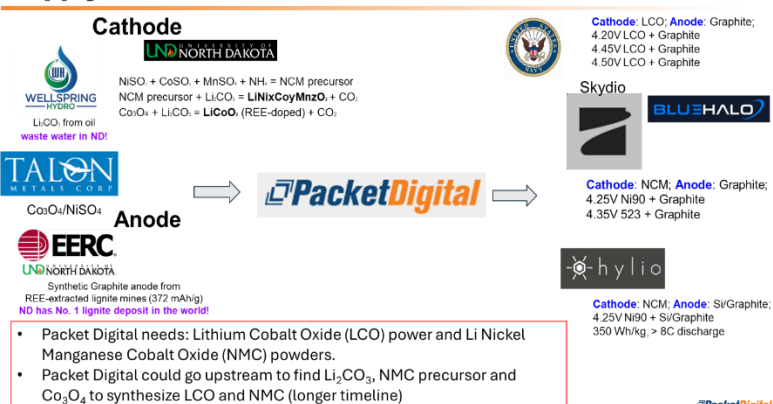 Cathode
UND
UNIVERSITY OF
NORTH DAKOTA
WELLSPRING
HYDRO
Li₂CO₃ from oil
waste water in ND!
NiSO₄ + CoSO₄ + MnSO₄ + NH₃ = NCM precursor
NCM precursor + Li₂CO₃ = LiNixCoyMnzO₂ + CO₂
Co₃O₄ + Li₂CO₃ = LiCoO₂ (REE-doped) + CO₂
TALON
METALS CORP
Co3O4/NiSO4
Anode
EERC
UND NORTH DAKOTA
Synthetic Graphite anode from
REE-extracted lignite mines (372 mAh/g)
ND has No. 1 lignite deposit in the world!
PacketDigital
Cathode: LCO; Anode: Graphite;
4.20V LCO + Graphite
4.45V LCO + Graphite
4.50V LCO + Graphite
Skydio
BLUEHALO
Cathode: NCM; Anode: Graphite;
4.25V Ni90 + Graphite
4.35V 523 + Graphite
hylio
Cathode: NCM; Anode: Si/Graphite;
4.25V Ni90 + Si/Graphite
350 Wh/kg, > 8C discharge
• Packet Digital needs: Lithium Cobalt Oxide (LCO) power and Li Nickel
Manganese Cobalt Oxide (NMC) powders.
• Packet Digital could go upstream to find Li₂CO₃, NMC precursor and
Co₃O₄ to synthesize LCO and NMC (longer timeline)
PacketDigital